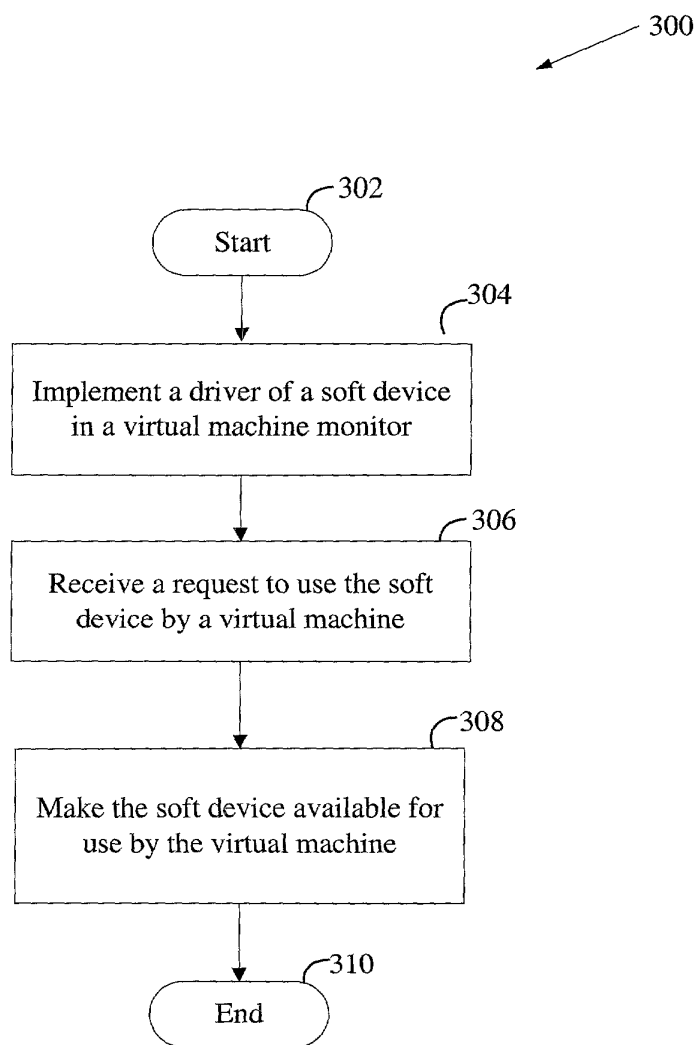 300
302
Start
304
Implement a driver of a soft device
in a virtual machine monitor
306
Receive a request to use the soft
device by a virtual machine
308
Make the soft device available for
use by the virtual machine
310
End